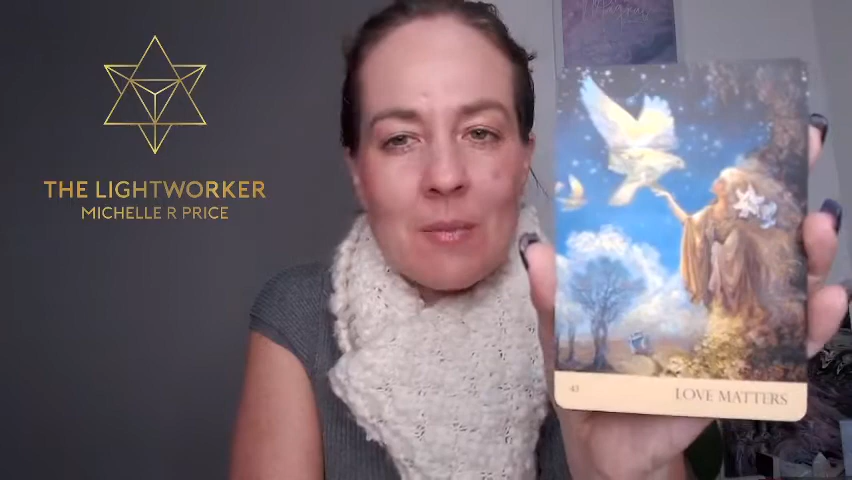 THE LIGHTWORKER
MICHELLE R PRICE
LOVE MATTERS